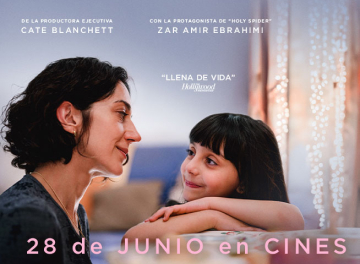 DE LA PRODUCTORA EJECUTIVA
CATE BLANCHETT
CON LA PROTAGONISTA DE "HOLY SPIDER"
ZAR AMIR EBRAHIMI
"LLENA DE VIDA"
Hollywood
28 de JUNIO en CINES